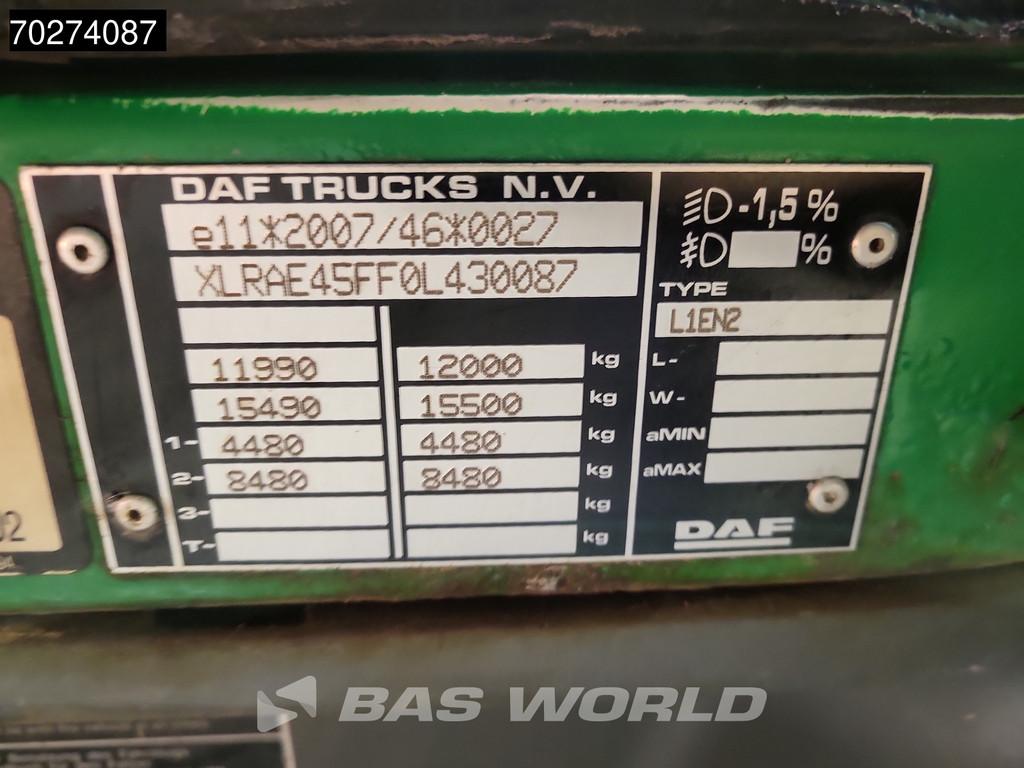 70274087
DAF TRUCKS N.V.
e11*2007/46*0027
XLRAE45FF0L430087
11990 12000 kg
15490 15500 kg
1- 4480 4480 kg
2- 8480 8480 kg
3- kg
T- kg
-1,5%
%
TYPE
L1EN2
L-
W-
aMIN
aMAX
DAF
02
BAS WORLD